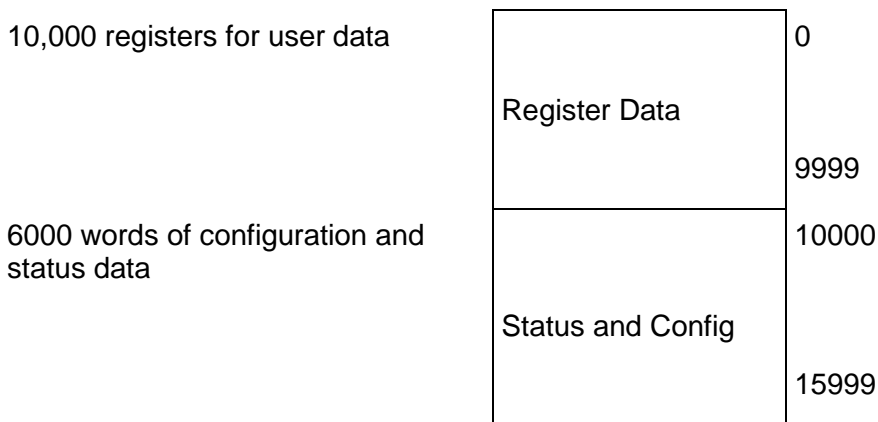 10,000 registers for user data
0
Register Data
9999
6000 words of configuration and
status data
10000
Status and Config
15999